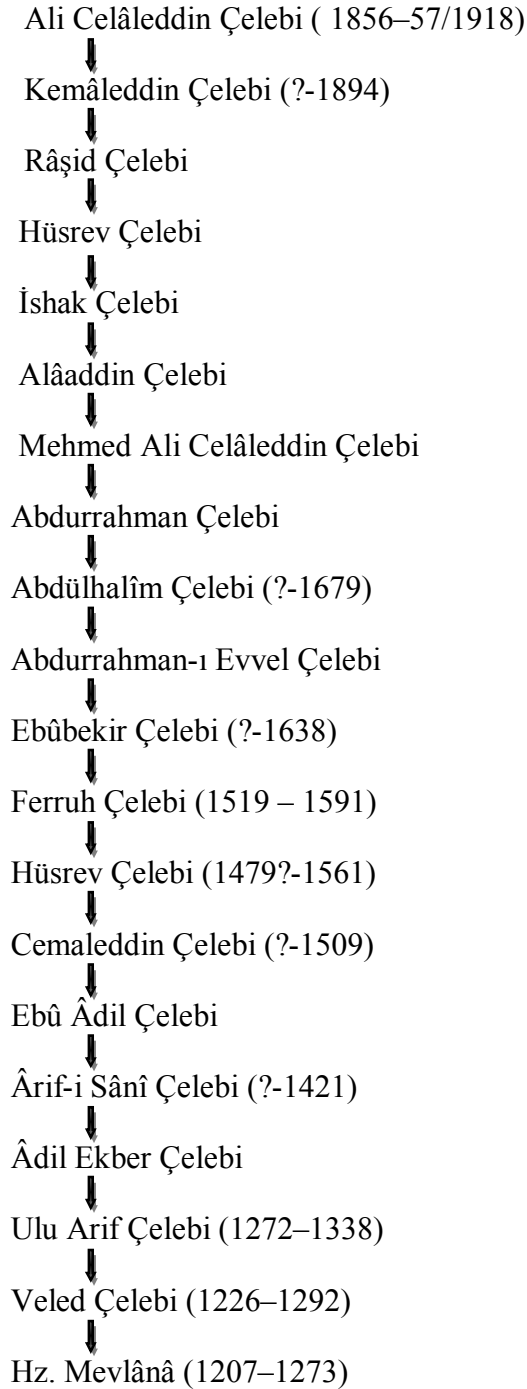 Ali Celâleddin Çelebi ( 1856–57/1918)
Kemâleddin Çelebi (?-1894)
Râşid Çelebi
Hüsrev Çelebi
İshak Çelebi
Alâaddin Çelebi
Mehmed Ali Celâleddin Çelebi
Abdurrahman Çelebi
Abdülhalîm Çelebi (?-1679)
Abdurrahman-ı Evvel Çelebi
Ebûbekir Çelebi (?-1638)
Ferruh Çelebi (1519 – 1591)
Hüsrev Çelebi (1479?-1561)
Cemaleddin Çelebi (?-1509)
Ebû Âdil Çelebi
Ârif-i Sânî Çelebi (?-1421)
Âdil Ekber Çelebi
Ulu Arif Çelebi (1272–1338)
Veled Çelebi (1226–1292)
Hz. Mevlânâ (1207–1273)